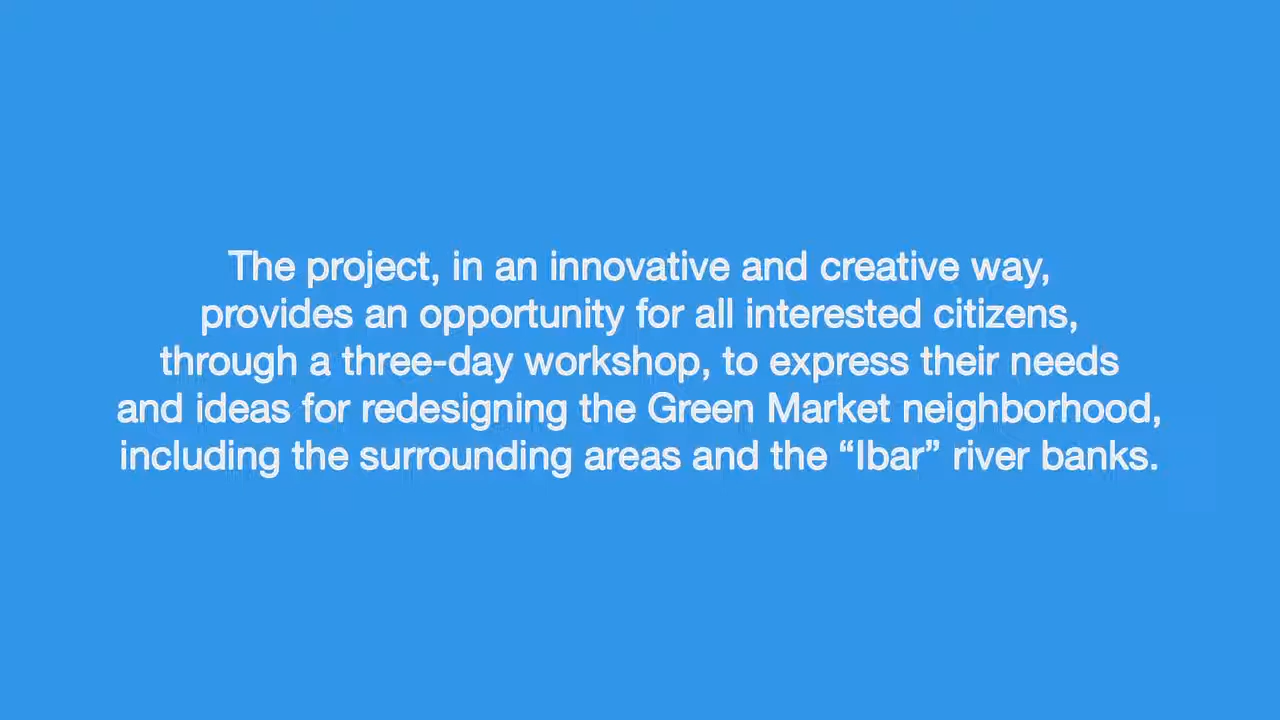 The project, in an innovative and creative way,
provides an opportunity for all interested citizens,
through a three-day workshop, to express their needs
and ideas for redesigning the Green Market neighborhood,
including the surrounding areas and the “Ibar” river banks.